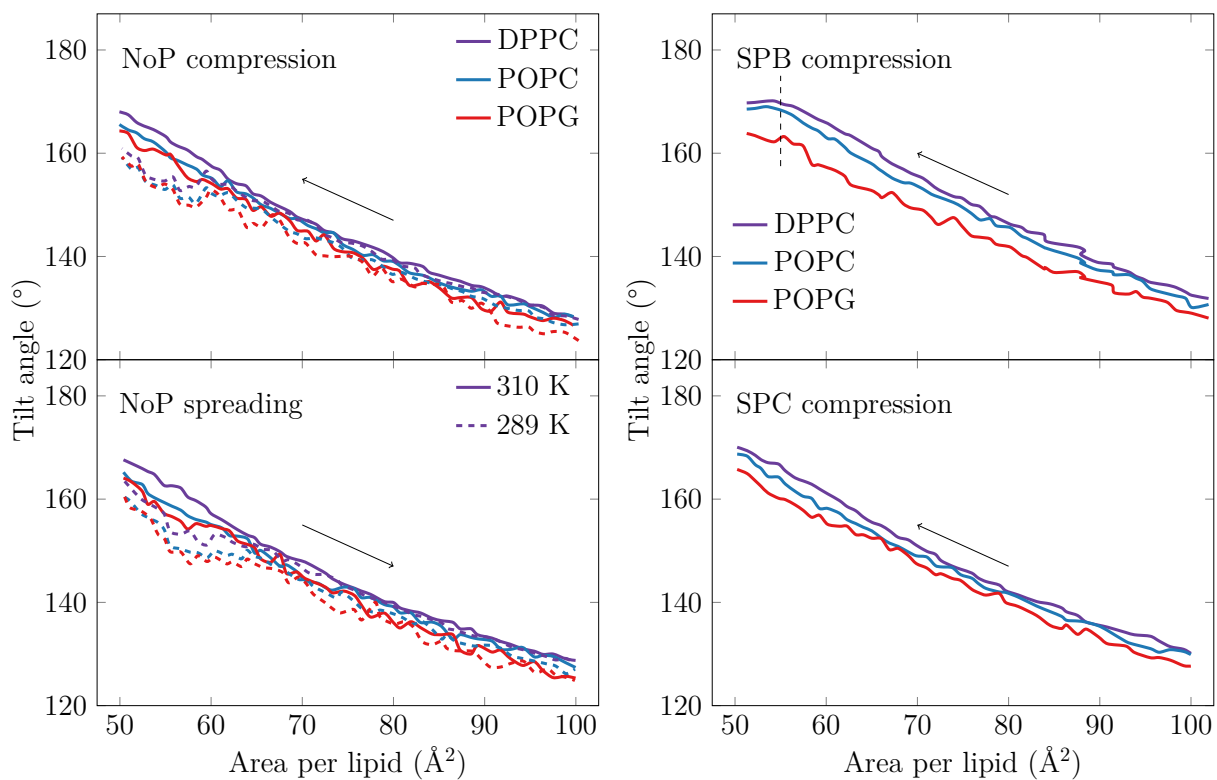 NoP compression
DPPC
POPC
POPG
180
160
140
120
Tilt angle (°)
NoP spreading
310 K
289 K
180
160
140
120
50 60 70 80 90 100
Area per lipid (Å²)
SPB compression
DPPC
POPC
POPG
180
160
140
120
Tilt angle (°)
SPC compression
180
160
140
120
50 60 70 80 90 100
Area per lipid (Å²)